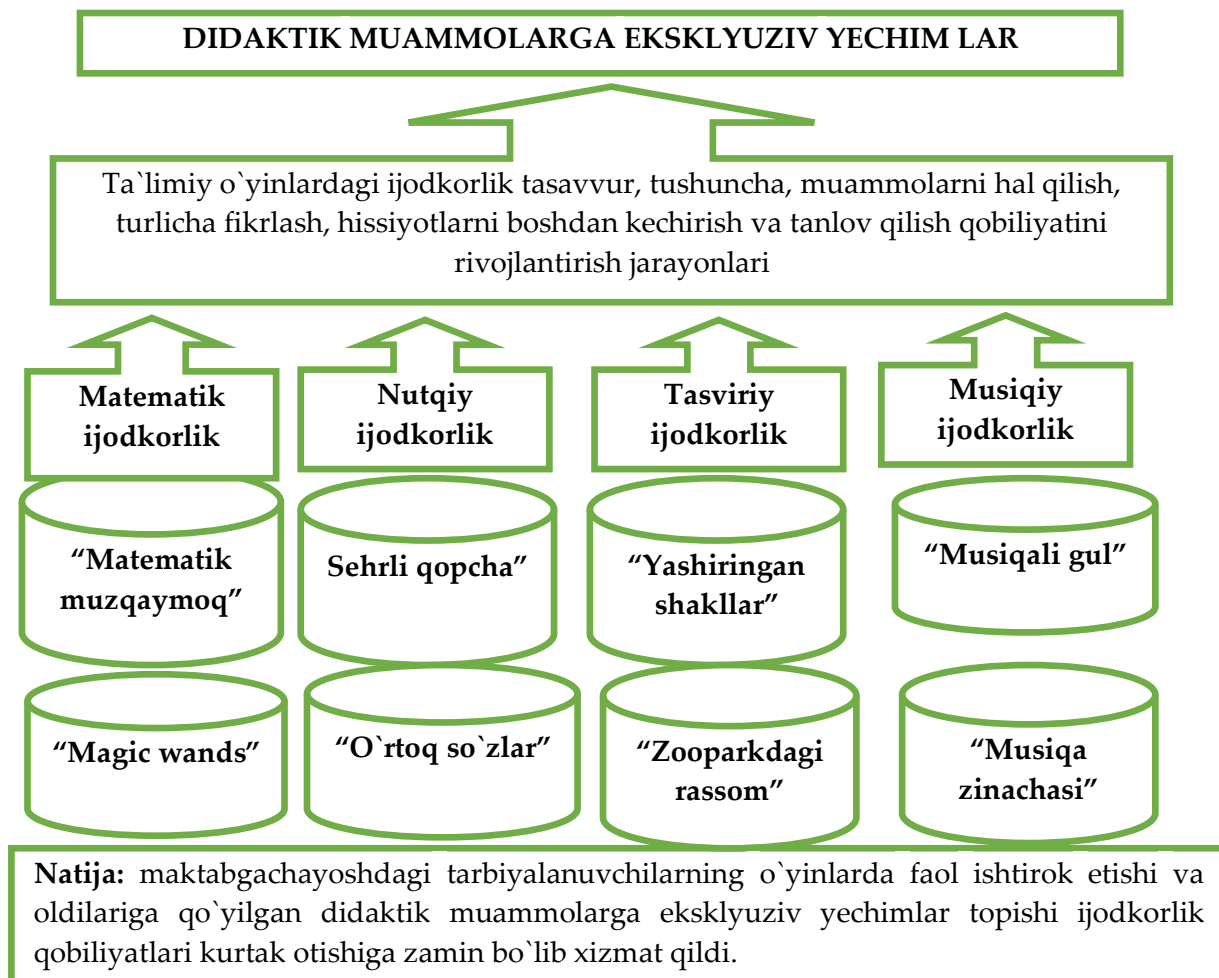 DIDAKTIK MUAMMOLARGA EKSKLYUZIV YECHIM LAR
Ta`limiy o`yinlardagi ijodkorlik tasavvur, tushuncha, muammolarni hal qilish,
turlicha fikrlash, hissiyotlarni boshdan kechirish va tanlov qilish qobiliyatini
rivojlantirish jarayonlari
Matematik
ijodkorlik
Nutqiy
ijodkorlik
Tasviriy
ijodkorlik
Musiqiy
ijodkorlik
“Matematik
muzqaymoq”
Sehrli qopcha”
“Yashiringan
shakllar”
“Musiqali gul”
“Magic wands”
“O`rtoq so`zlar”
“Zooparkdagi
rassom”
“Musiqa
zinachasi”
Natija: maktabgachayoshdagi tarbiyalanuvchilarning o`yinlarda faol ishtirok etishi va
oldilariga qo`yilgan didaktik muammolarga eksklyuziv yechimlar topishi ijodkorlik
qobiliyatlari kurtak otishiga zamin bo`lib xizmat qildi.